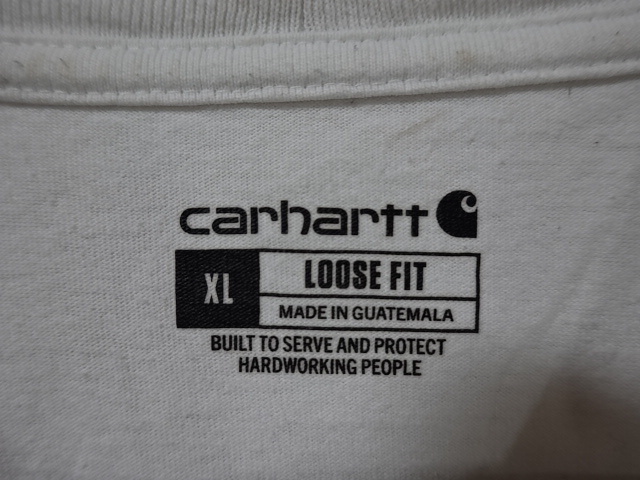 carhartt
XL
LOOSE FIT
MADE IN GUATEMALA
BUILT TO SERVE AND PROTECT
HARDWORKING PEOPLE